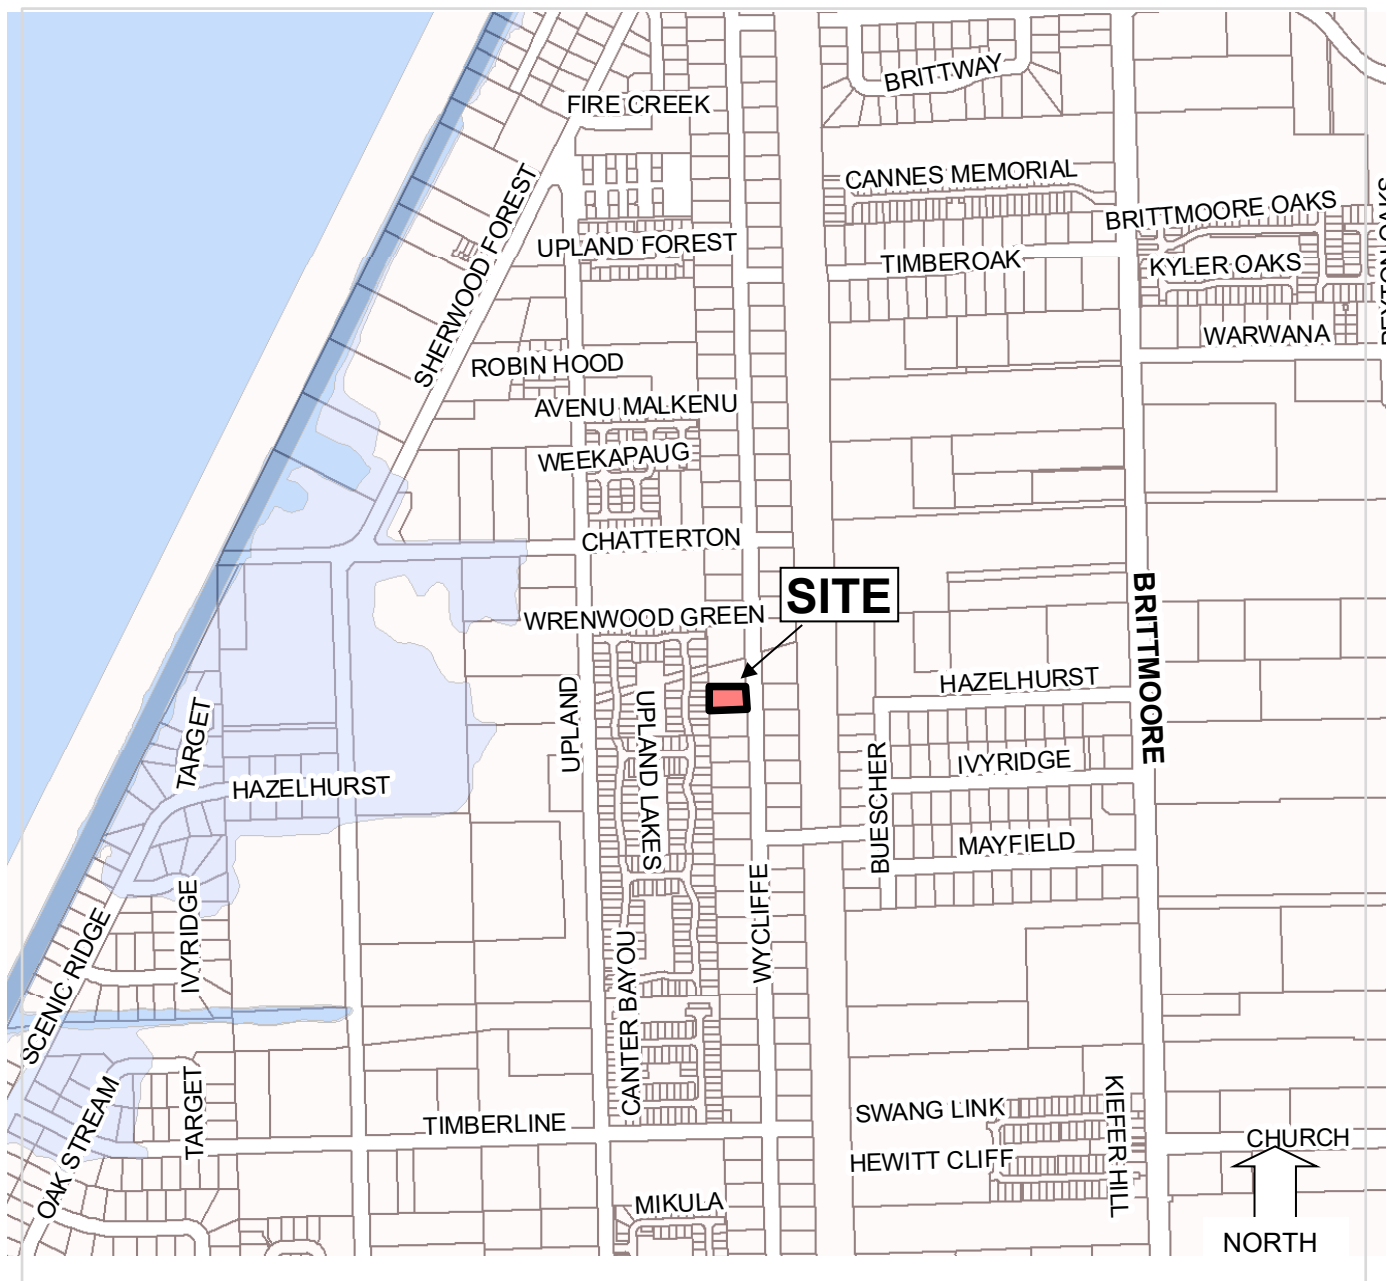 BRITTWAY
FIRE CREEK
CANNES MEMORIAL
SHERWOOD FOREST
BRITTMOORE OAKS
UPLAND FOREST
TIMBEROAK
KYLER OAKS
PEYTON OAKS
WARWANA
ROBIN HOOD
AVENU MALKENU
WEEKAPAUG
CHATTERTON
SITE
WRENWOOD GREEN
BRITTMOORE
HAZELHURST
UPLAND
UPLAND LAKES
TARGET
HAZELHURST
BUESCHER
IVYRIDGE
MAYFIELD
WYCLIFFE
IVYRIDGE
SCENIC RIDGE
CANTER BAYOU
OAK STREAM
TARGET
TIMBERLINE
SWANG LINK
KIEFER HILL
CHURCH
HEWITT CLIFF
MIKULA
NORTH